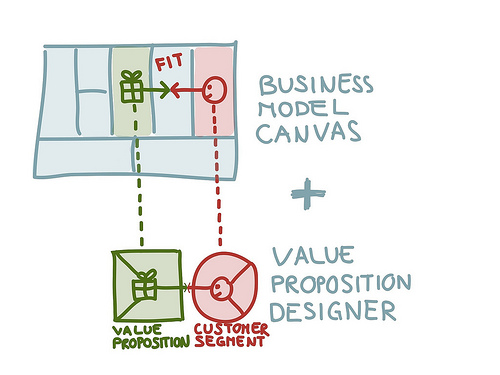 FIT
BUSINESS
MODEL
CANVAS
+
VALUE
PROPOSITION
DESIGNER
VALUE
PROPOSITION
CUSTOMER
SEGMENT